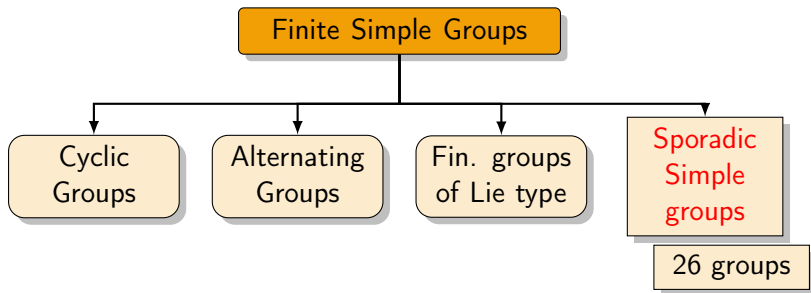 Finite Simple Groups
Cyclic
Groups
Alternating
Groups
Fin. groups
of Lie type
Sporadic
Simple
groups
26 groups